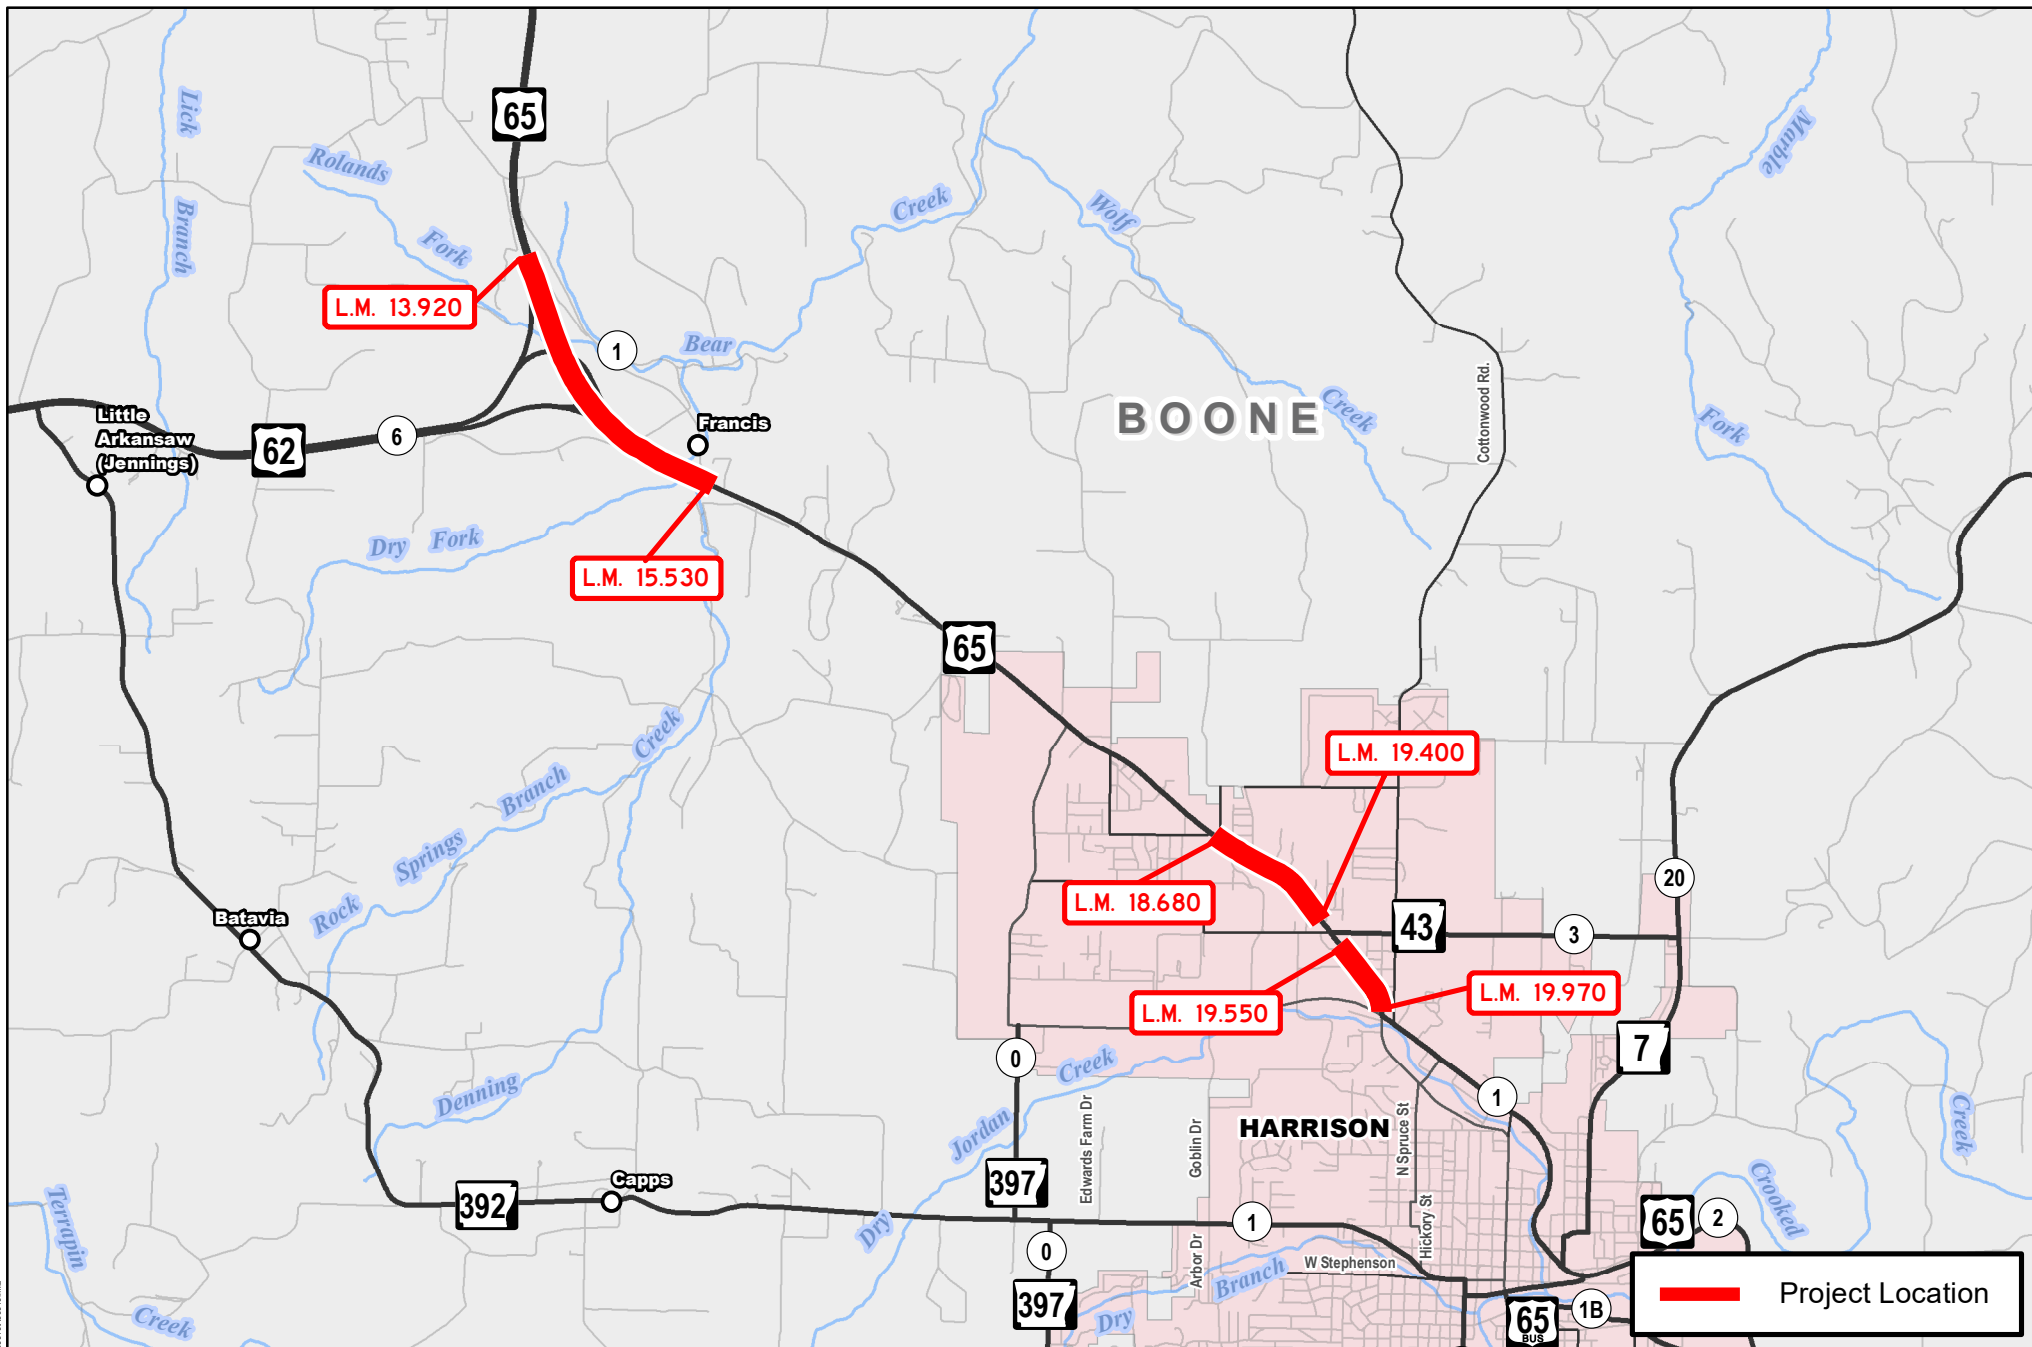 65
Lick
Branch
Rolands
Fork
Creek
Wolf
Marble
L.M. 13.920
1
Bear
Creek
Cottonwood Rd.
BOONE
Fork
Little
Arkansaw
(Jennings)
62
6
Francis
Dry Fork
L.M. 15.530
65
Creek
Branch
Springs
Rock
L.M. 19.400
L.M. 18.680
43
3
20
Batavia
L.M. 19.550
L.M. 19.970
7
0
Creek
Denning
Jordan
Edwards Farm Dr
Goblin Dr
HARRISON
N Spruce St
1
Creek
Crooked
397
392
Capps
Dry
1
Hickory St
65
2
Terrapin
Creek
0
397
Arbor Dr
Branch
Dry
W Stephenson
65
BUS
1B
Project Location